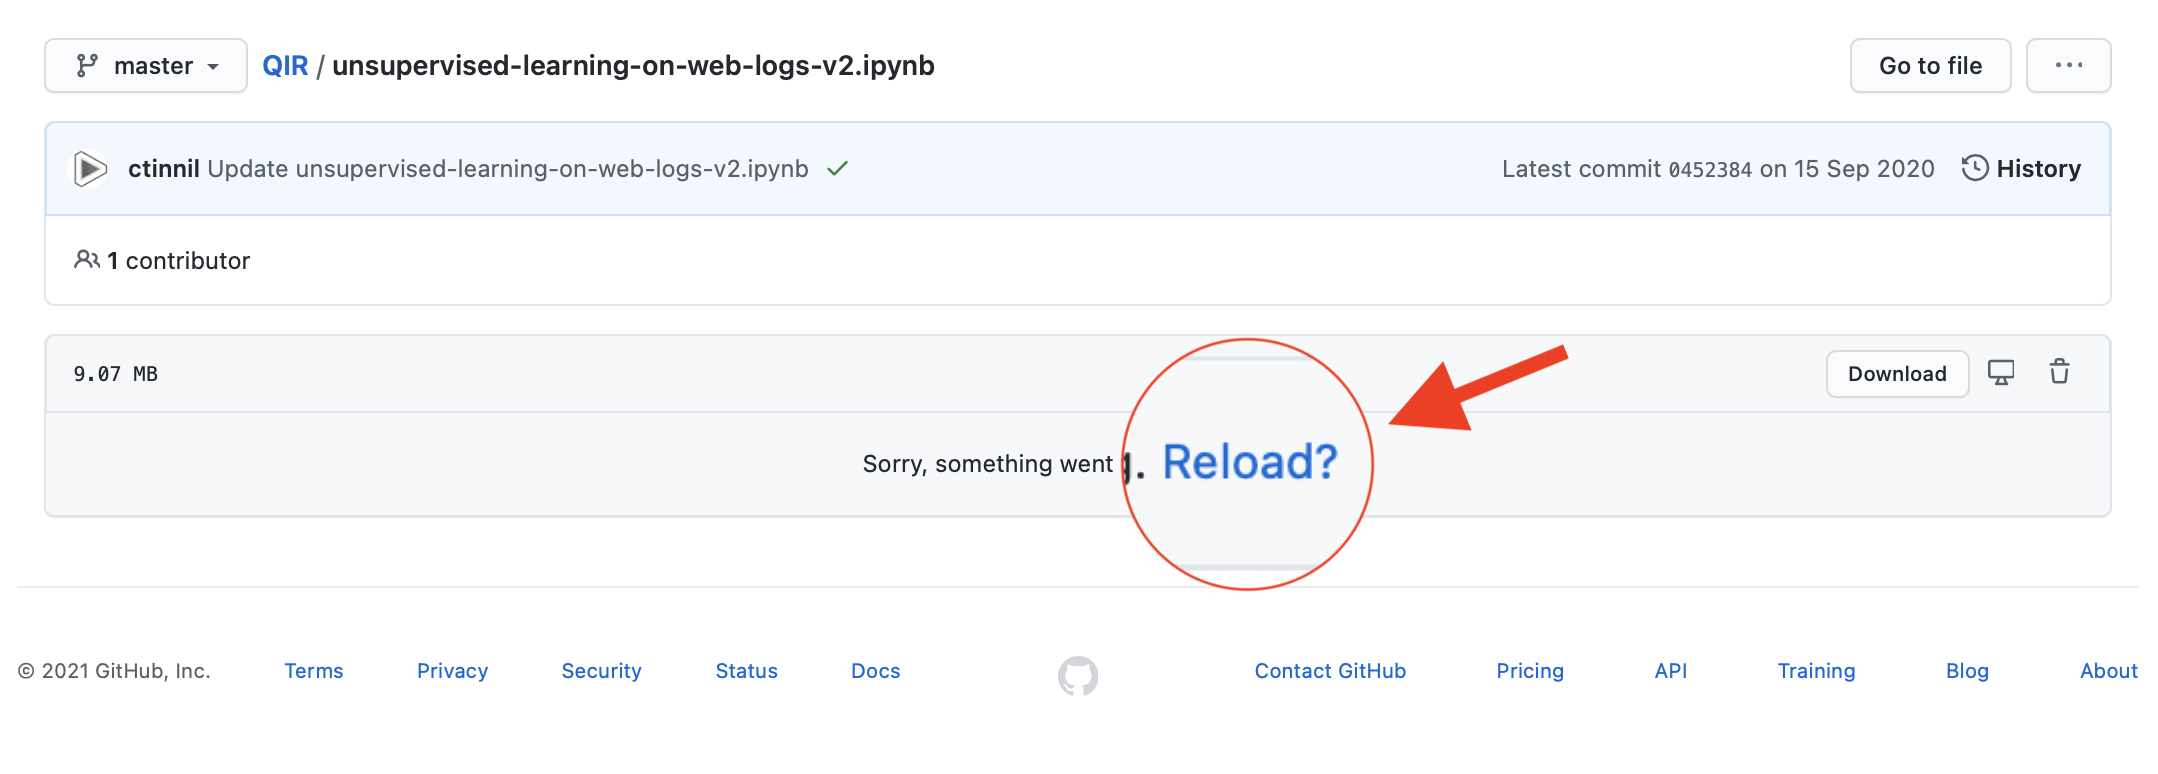 master QIR / unsupervised-learning-on-web-logs-v2.ipynb Go to file ...
ctinnil Update unsupervised-learning-on-web-logs-v2.ipynb Latest commit 0452384 on 15 Sep 2020 History
1 contributor
9.07 MB Download
Sorry, something went g. Reload?
© 2021 GitHub, Inc. Terms Privacy Security Status Docs Contact GitHub Pricing API Training Blog About